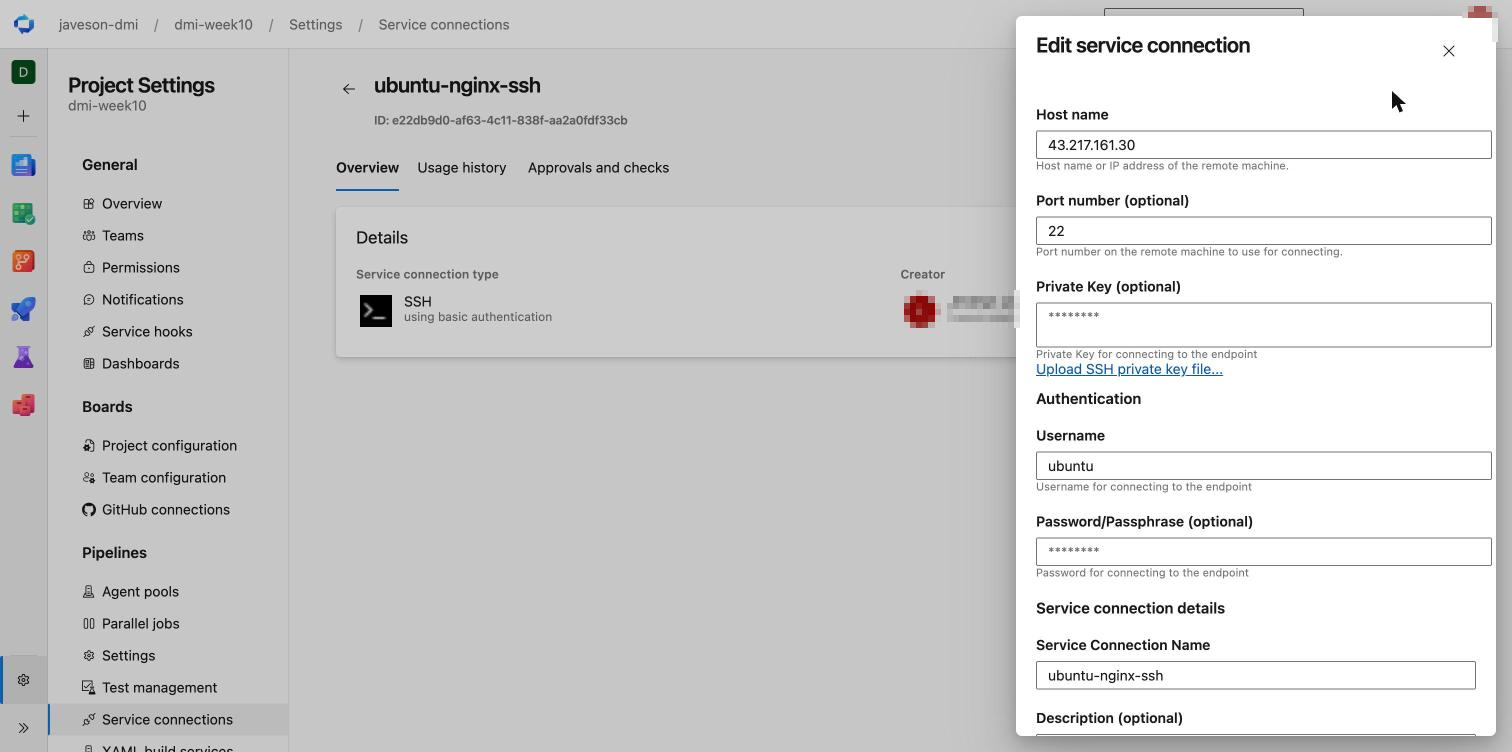 javeson-dmi / dmi-week10 / Settings / Service connections
D
Project Settings
dmi-week10
General
Overview
Teams
Permissions
Notifications
Service hooks
Dashboards
Boards
Project configuration
Team configuration
GitHub connections
Pipelines
Agent pools
Parallel jobs
Settings
Test management
Service connections
XAML build services
ubuntu-nginx-ssh
ID: e22db9d0-af63-4c11-838f-aa2a0fdf33cb
Overview Usage history Approvals and checks
Details
Service connection type
SSH
using basic authentication
Creator
Edit service connection
Host name
43.217.161.30
Host name or IP address of the remote machine.
Port number (optional)
22
Port number on the remote machine to use for connecting.
Private Key (optional)
********
Private Key for connecting to the endpoint
Upload SSH private key file...
Authentication
Username
ubuntu
Username for connecting to the endpoint
Password/Passphrase (optional)
********
Password for connecting to the endpoint
Service connection details
Service Connection Name
ubuntu-nginx-ssh
Description (optional)